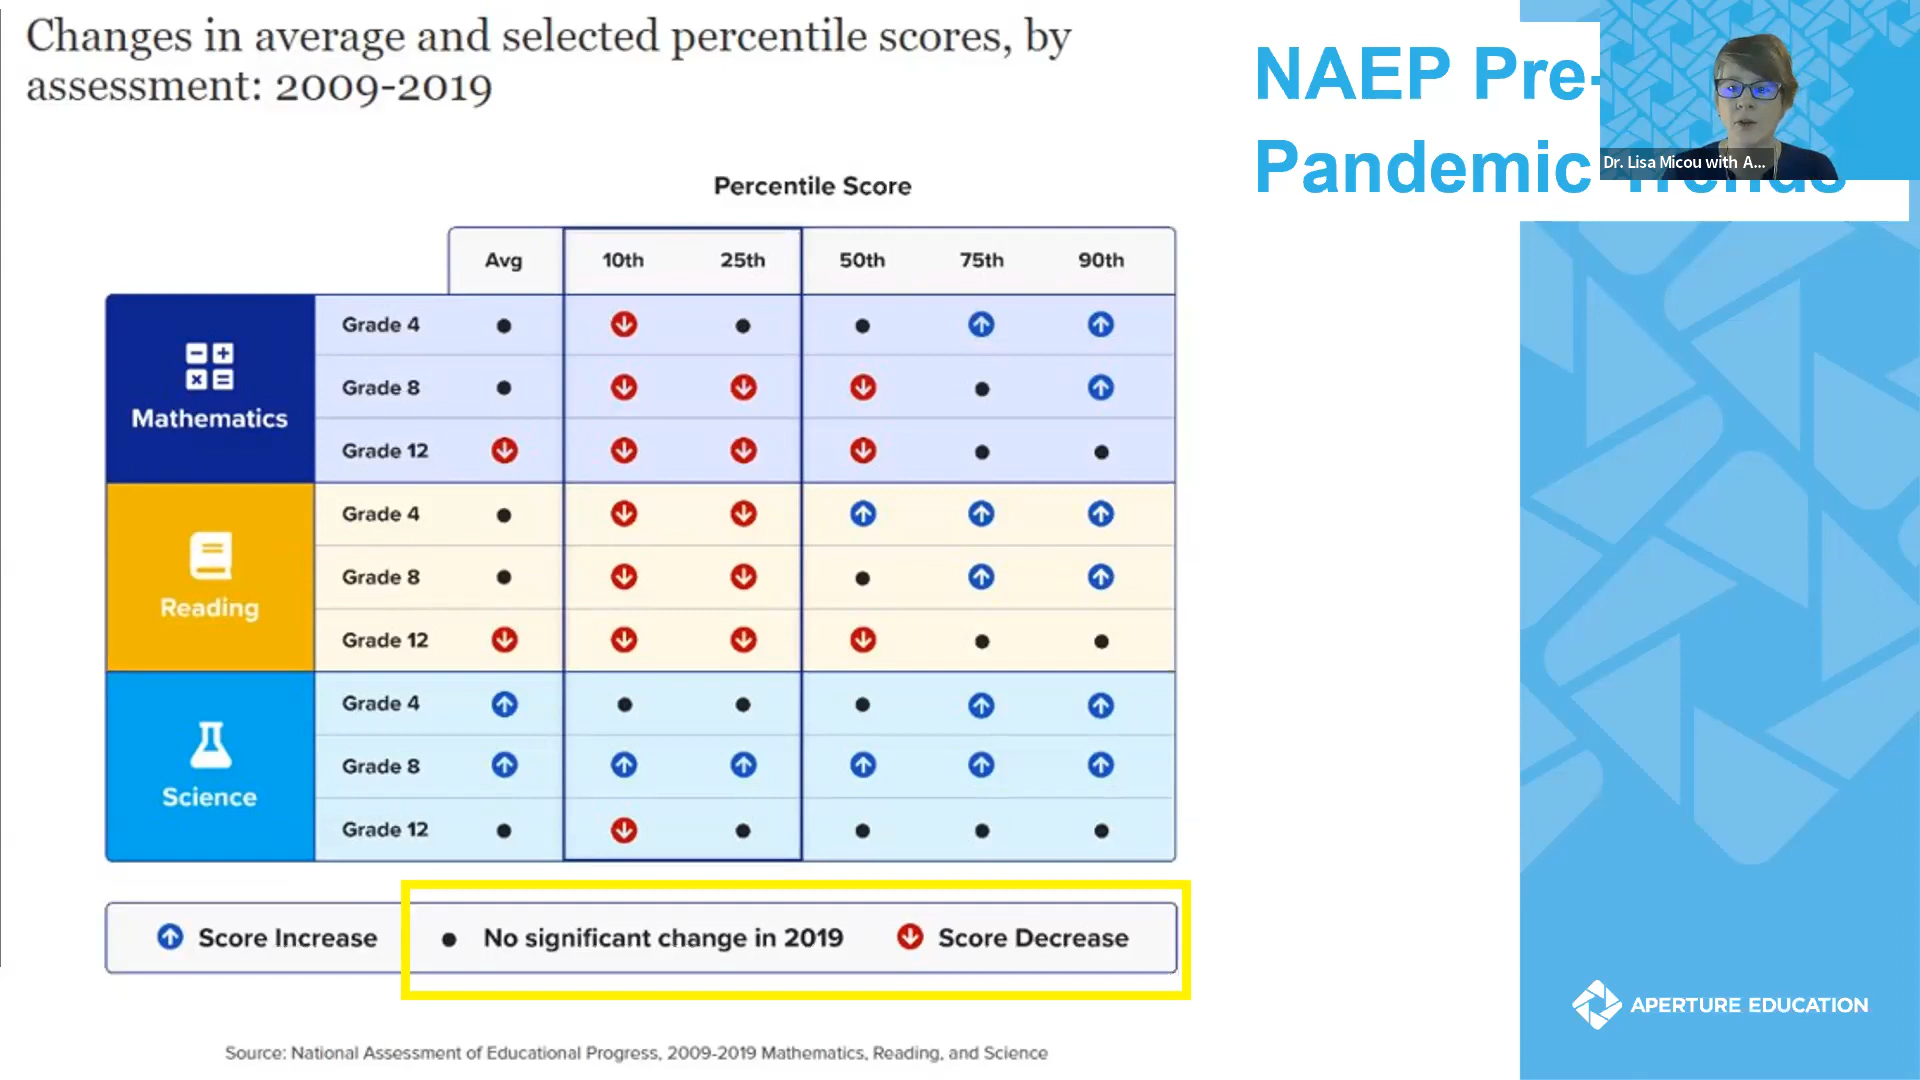 Changes in average and selected percentile scores, by
assessment: 2009-2019
NAEP Pre-
Pandemic Trends
Dr. Lisa Micou with A...
Percentile Score
Avg 10th 25th 50th 75th 90th
Mathematics
Grade 4
Grade 8
Grade 12
Reading
Grade 4
Grade 8
Grade 12
Science
Grade 4
Grade 8
Grade 12
Score Increase No significant change in 2019 Score Decrease
Source: National Assessment of Educational Progress, 2009-2019 Mathematics, Reading, and Science
APERTURE EDUCATION